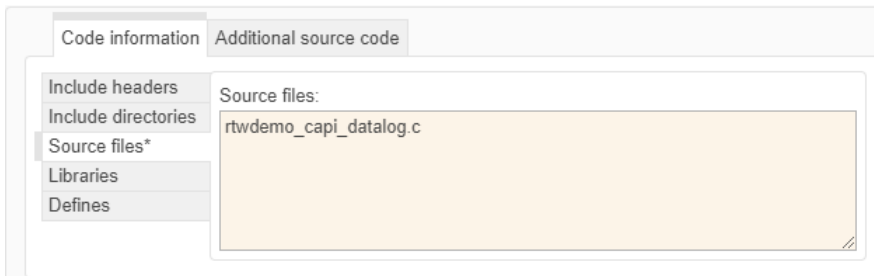 Code information
Additional source code
Include headers
Include directories
Source files*
Libraries
Defines
Source files:
rtwdemo_capi_datalog.c